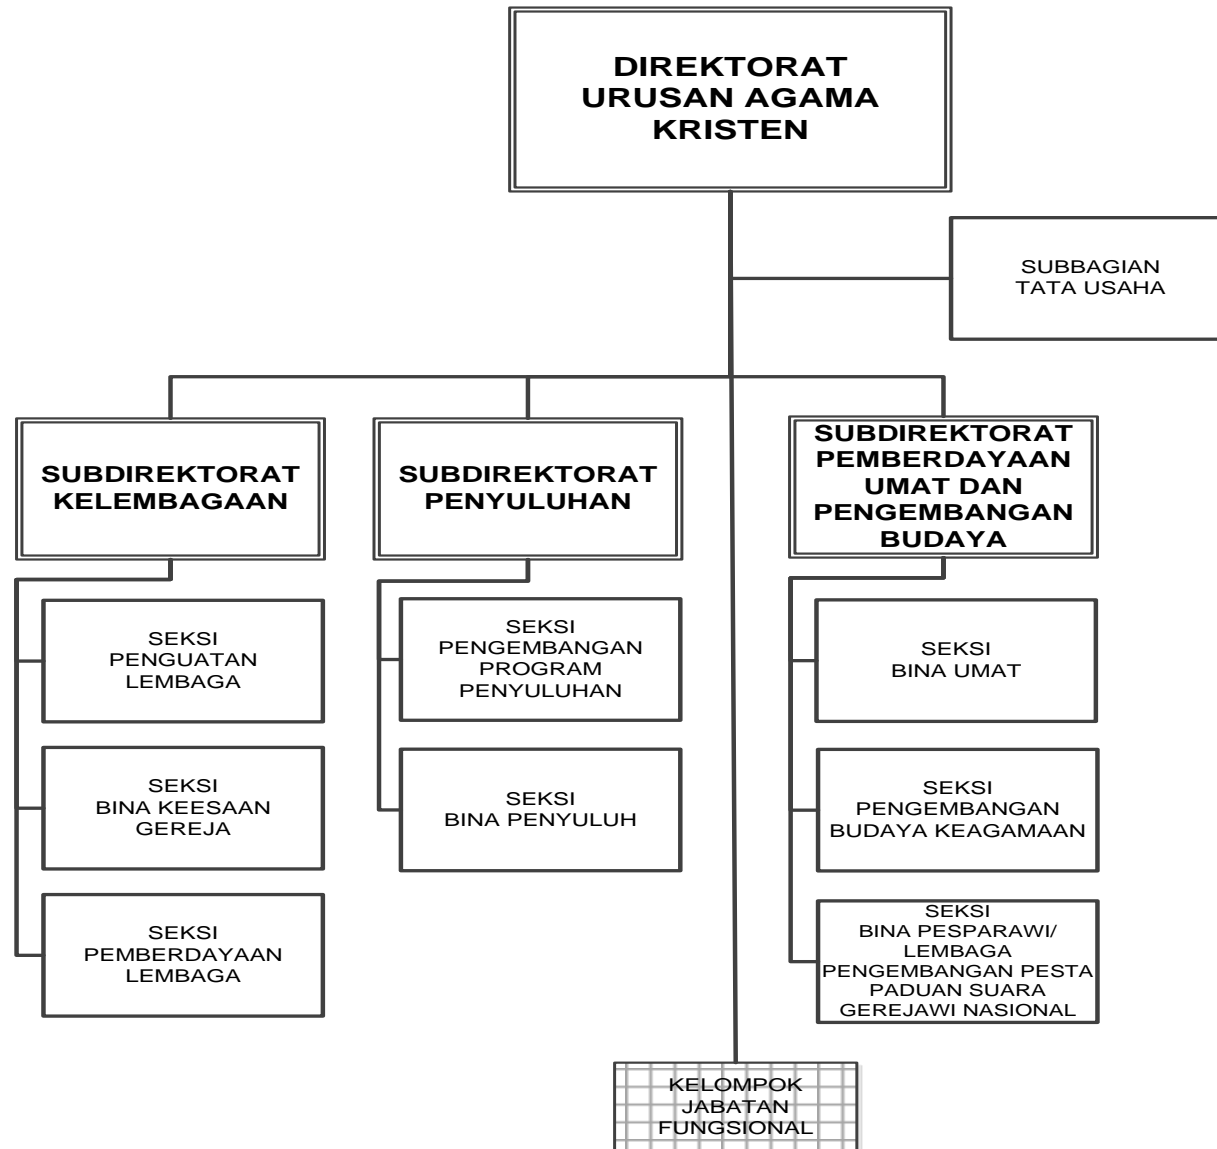 DIREKTORAT
URUSAN AGAMA
KRISTEN
SUBBAGIAN
TATA USAHA
SUBDIREKTORAT
KELEMBAGAAN
SUBDIREKTORAT
PENYULUHAN
SUBDIREKTORAT
PEMBERDAYAAN
UMAT DAN
PENGEMBANGAN
BUDAYA
SEKSI
PENGUATAN
LEMBAGA
SEKSI
PENGEMBANGAN
PROGRAM
PENYULUHAN
SEKSI
BINA UMAT
SEKSI
BINA KEESAAN
GEREJA
SEKSI
BINA PENYULUH
SEKSI
PENGEMBANGAN
BUDAYA KEAGAMAAN
SEKSI
PEMBERDAYAAN
LEMBAGA
SEKSI
BINA PESPARAWI/
LEMBAGA
PENGEMBANGAN PESTA
PADUAN SUARA
GEREJAWI NASIONAL
KELOMPOK
JABATAN
FUNGSIONAL